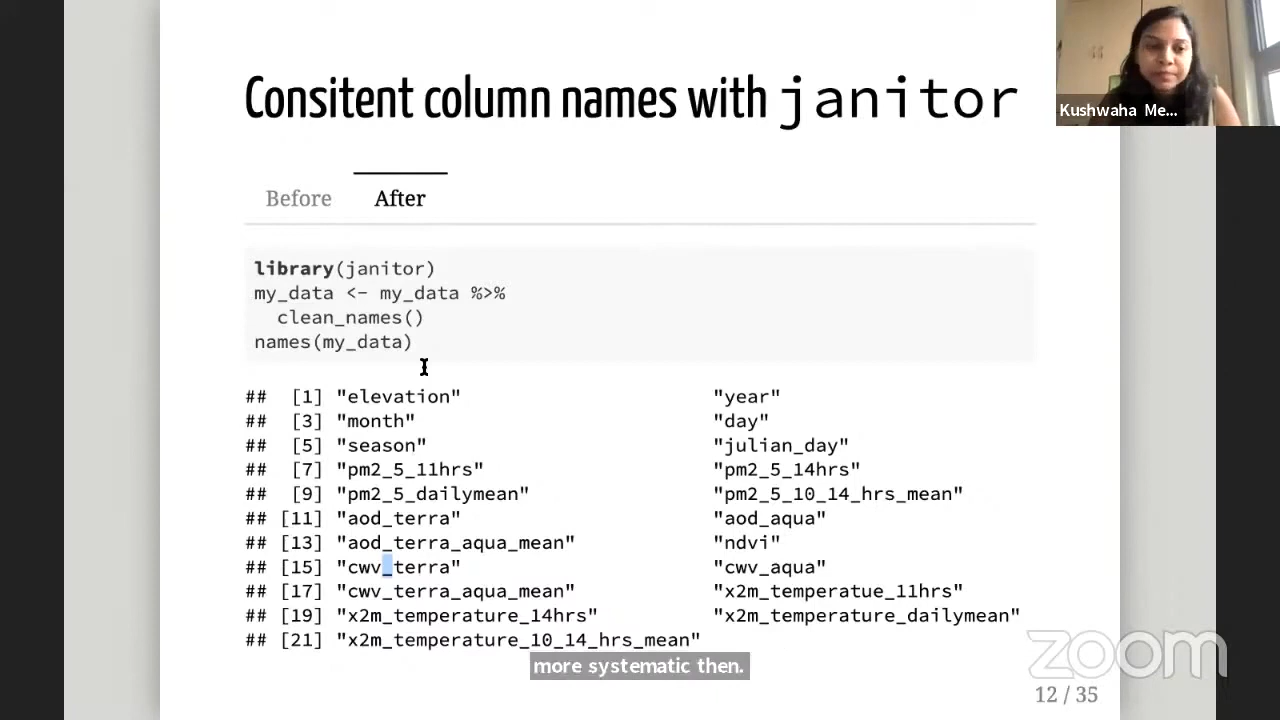 Consitent column names with janitor
Kushwaha Me...
Before After
library(janitor)
my_data <- my_data %>%
clean_names()
names(my_data)
## [1] "elevation" "year"
## [3] "month" "day"
## [5] "season" "julian_day"
## [7] "pm2_5_11hrs" "pm2_5_14hrs"
## [9] "pm2_5_dailymean" "pm2_5_10_14_hrs_mean"
## [11] "aod_terra" "aod_aqua"
## [13] "aod_terra_aqua_mean" "ndvi"
## [15] "cwv_terra" "cwv_aqua"
## [17] "cwv_terra_aqua_mean" "x2m_temperatue_11hrs"
## [19] "x2m_temperature_14hrs" "x2m_temperature_dailymean"
## [21] "x2m_temperature_10_14_hrs_mean"
more systematic then.
zoom
12 / 35